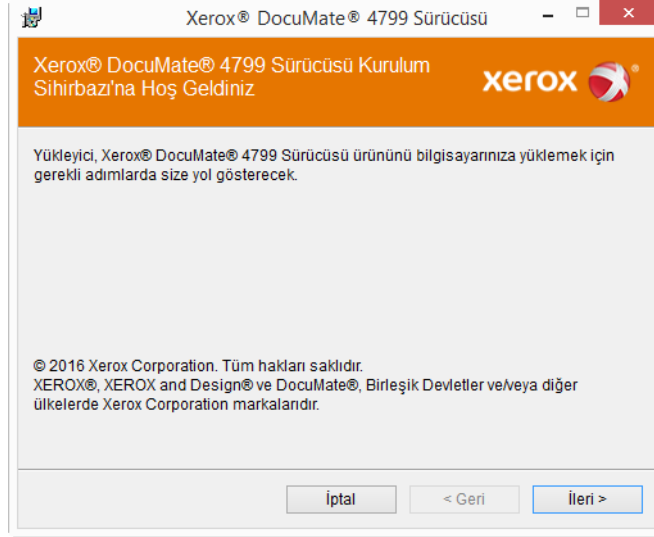 Xerox® DocuMate® 4799 Sürücüsü
Xerox® DocuMate® 4799 Sürücüsü Kurulum
Sihirbazı'na Hoş Geldiniz
xerox
Yükleyici, Xerox® DocuMate® 4799 Sürücüsü ürününü bilgisayarınıza yüklemek için
gerekli adımlarda size yol gösterecek.
© 2016 Xerox Corporation. Tüm hakları saklıdır.
XEROX®, XEROX and Design® ve DocuMate®, Birleşik Devletler ve/veya diğer
ülkelerde Xerox Corporation markalarıdır.
İptal
< Geri
İleri >